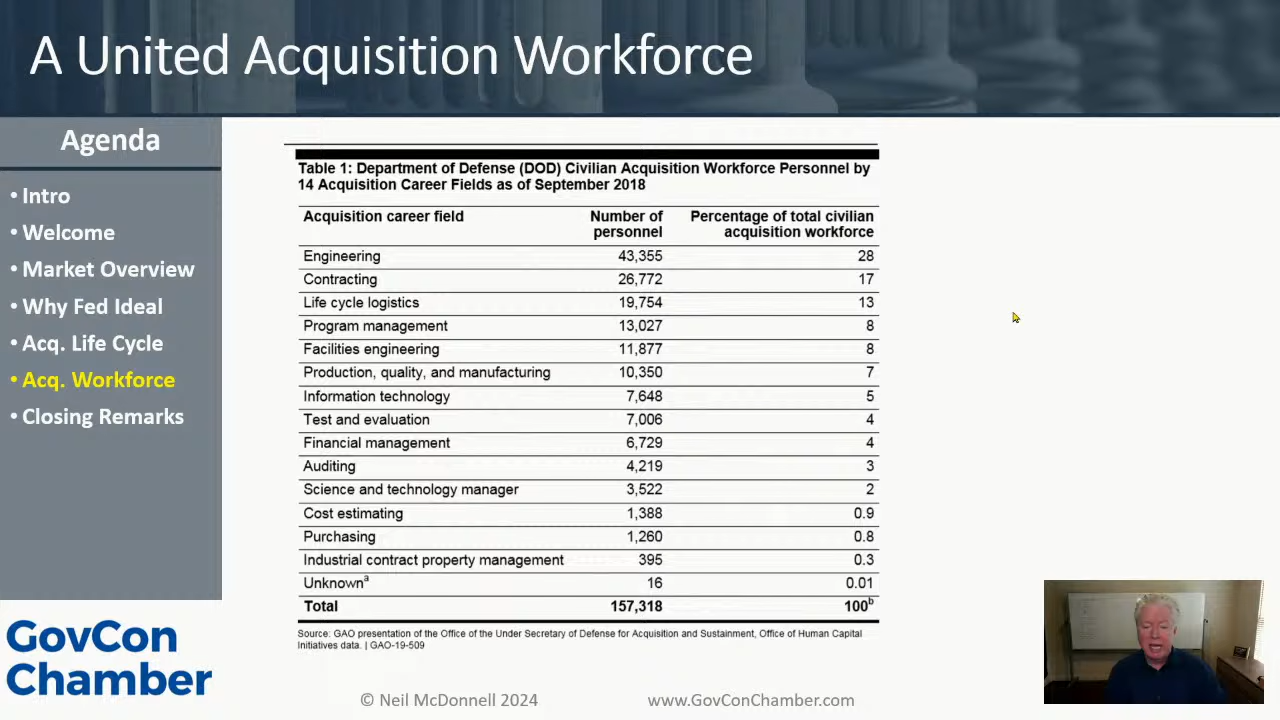 A United Acquisition Workforce
Agenda
• Intro
• Welcome
• Market Overview
• Why Fed Ideal
• Acq. Life Cycle
• Acq. Workforce
• Closing Remarks
Table 1: Department of Defense (DOD) Civilian Acquisition Workforce Personnel by
14 Acquisition Career Fields as of September 2018
Acquisition career field Number of personnel Percentage of total civilian acquisition workforce
Engineering 43,355 28
Contracting 26,772 17
Life cycle logistics 19,754 13
Program management 13,027 8
Facilities engineering 11,877 8
Production, quality, and manufacturing 10,350 7
Information technology 7,648 5
Test and evaluation 7,006 4
Financial management 6,729 4
Auditing 4,219 3
Science and technology manager 3,522 2
Cost estimating 1,388 0.9
Purchasing 1,260 0.8
Industrial contract property management 395 0.3
Unknownᵃ 16 0.01
Total 157,318 100ᵇ
Source: GAO presentation of the Office of the Under Secretary of Defense for Acquisition and Sustainment, Office of Human Capital
Initiatives data. | GAO-19-509
GovCon
Chamber
© Neil McDonnell 2024 www.GovConChamber.com